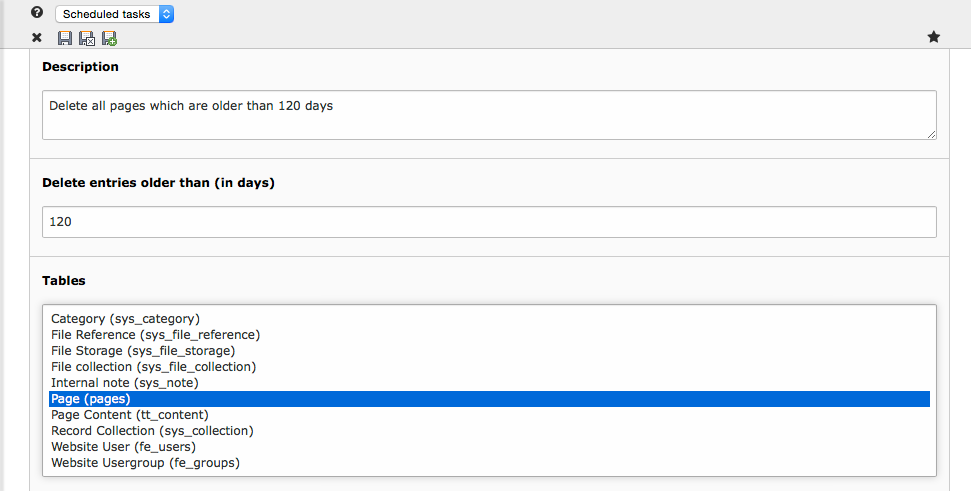 Scheduled tasks
Description
Delete all pages which are older than 120 days
Delete entries older than (in days)
120
Tables
Category (sys_category)
File Reference (sys_file_reference)
File Storage (sys_file_storage)
File collection (sys_file_collection)
Internal note (sys_note)
Page (pages)
Page Content (tt_content)
Record Collection (sys_collection)
Website User (fe_users)
Website Usergroup (fe_groups)